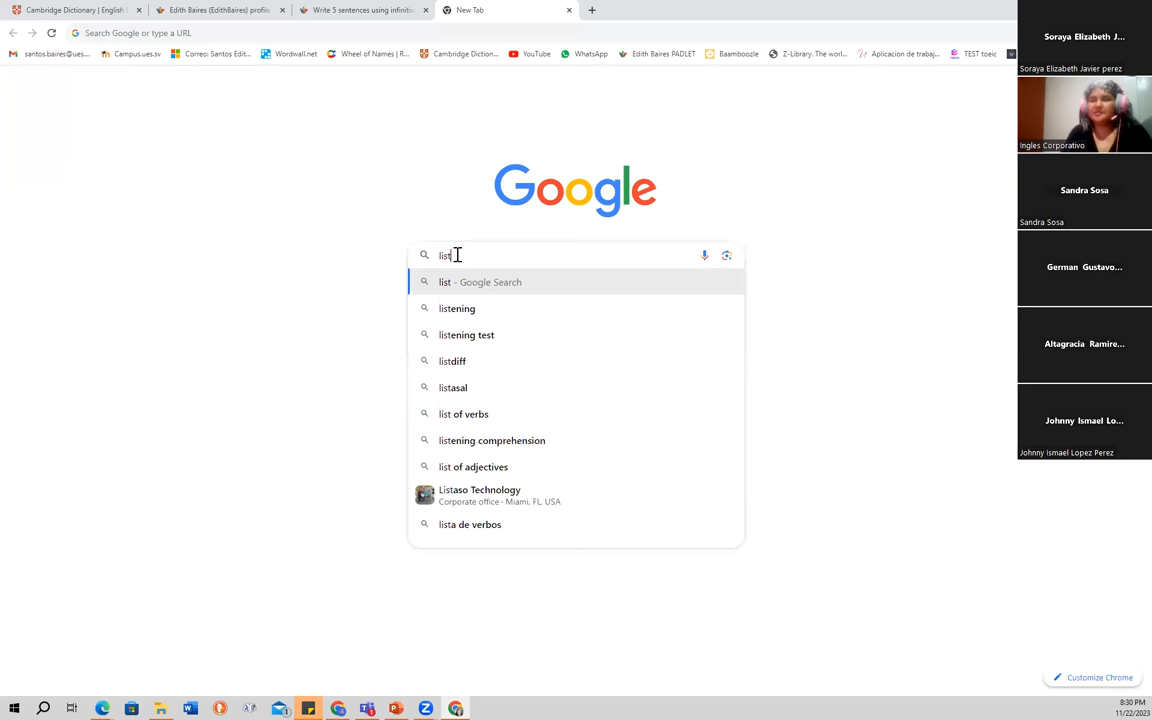 Cambridge Dictionary | English
Edith Baires (EdithBaires) profile
Write 5 sentences using infinitiv
New Tab
Search Google or type a URL
santos.baires@ues...
Campus.ues.sv
Correo: Santos Edit...
Wordwall.net
Wheel of Names | R...
Cambridge Diction...
YouTube
WhatsApp
Edith Baires PADLET
Baamboozle
Z-Library. The worl...
Aplicacion de trabaj...
TEST toeic
Google
list
list - Google Search
listening
listening test
listdiff
listasal
list of verbs
listening comprehension
list of adjectives
Listaso Technology
Corporate office · Miami, FL, USA
lista de verbos
Customize Chrome
Soraya Elizabeth J...
Soraya Elizabeth Javier perez
Ingles Corporativo
Sandra Sosa
Sandra Sosa
German Gustavo...
Altagracia Ramire...
Johnny Ismael Lo...
Johnny Ismael Lopez Perez
8:30 PM
11/22/2023